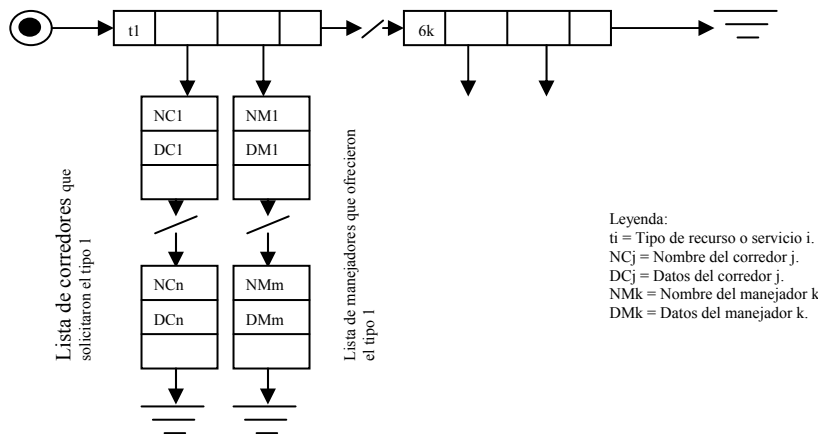 t1
6k
NC1
DC1
NM1
DM1
NCn
DCn
NMm
DMm
Lista de corredores que
solicitaron el tipo 1
Lista de manejadores que ofrecieron
el tipo 1
Leyenda:
ti = Tipo de recurso o servicio i.
NCj = Nombre del corredor j.
DCj = Datos del corredor j.
NMk = Nombre del manejador k
DMk = Datos del manejador k.